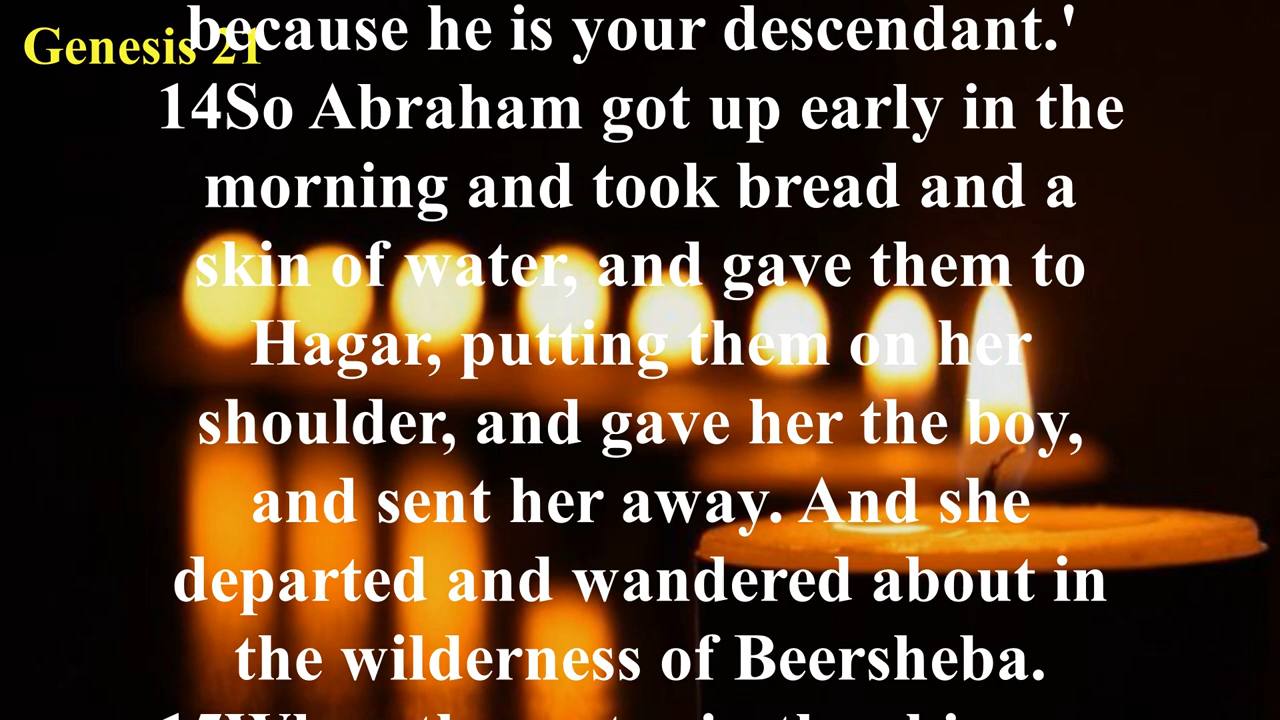 Genesis 21
because he is your descendant.'
14So Abraham got up early in the
morning and took bread and a
skin of water, and gave them to
Hagar, putting them on her
shoulder, and gave her the boy,
and sent her away. And she
departed and wandered about in
the wilderness of Beersheba.